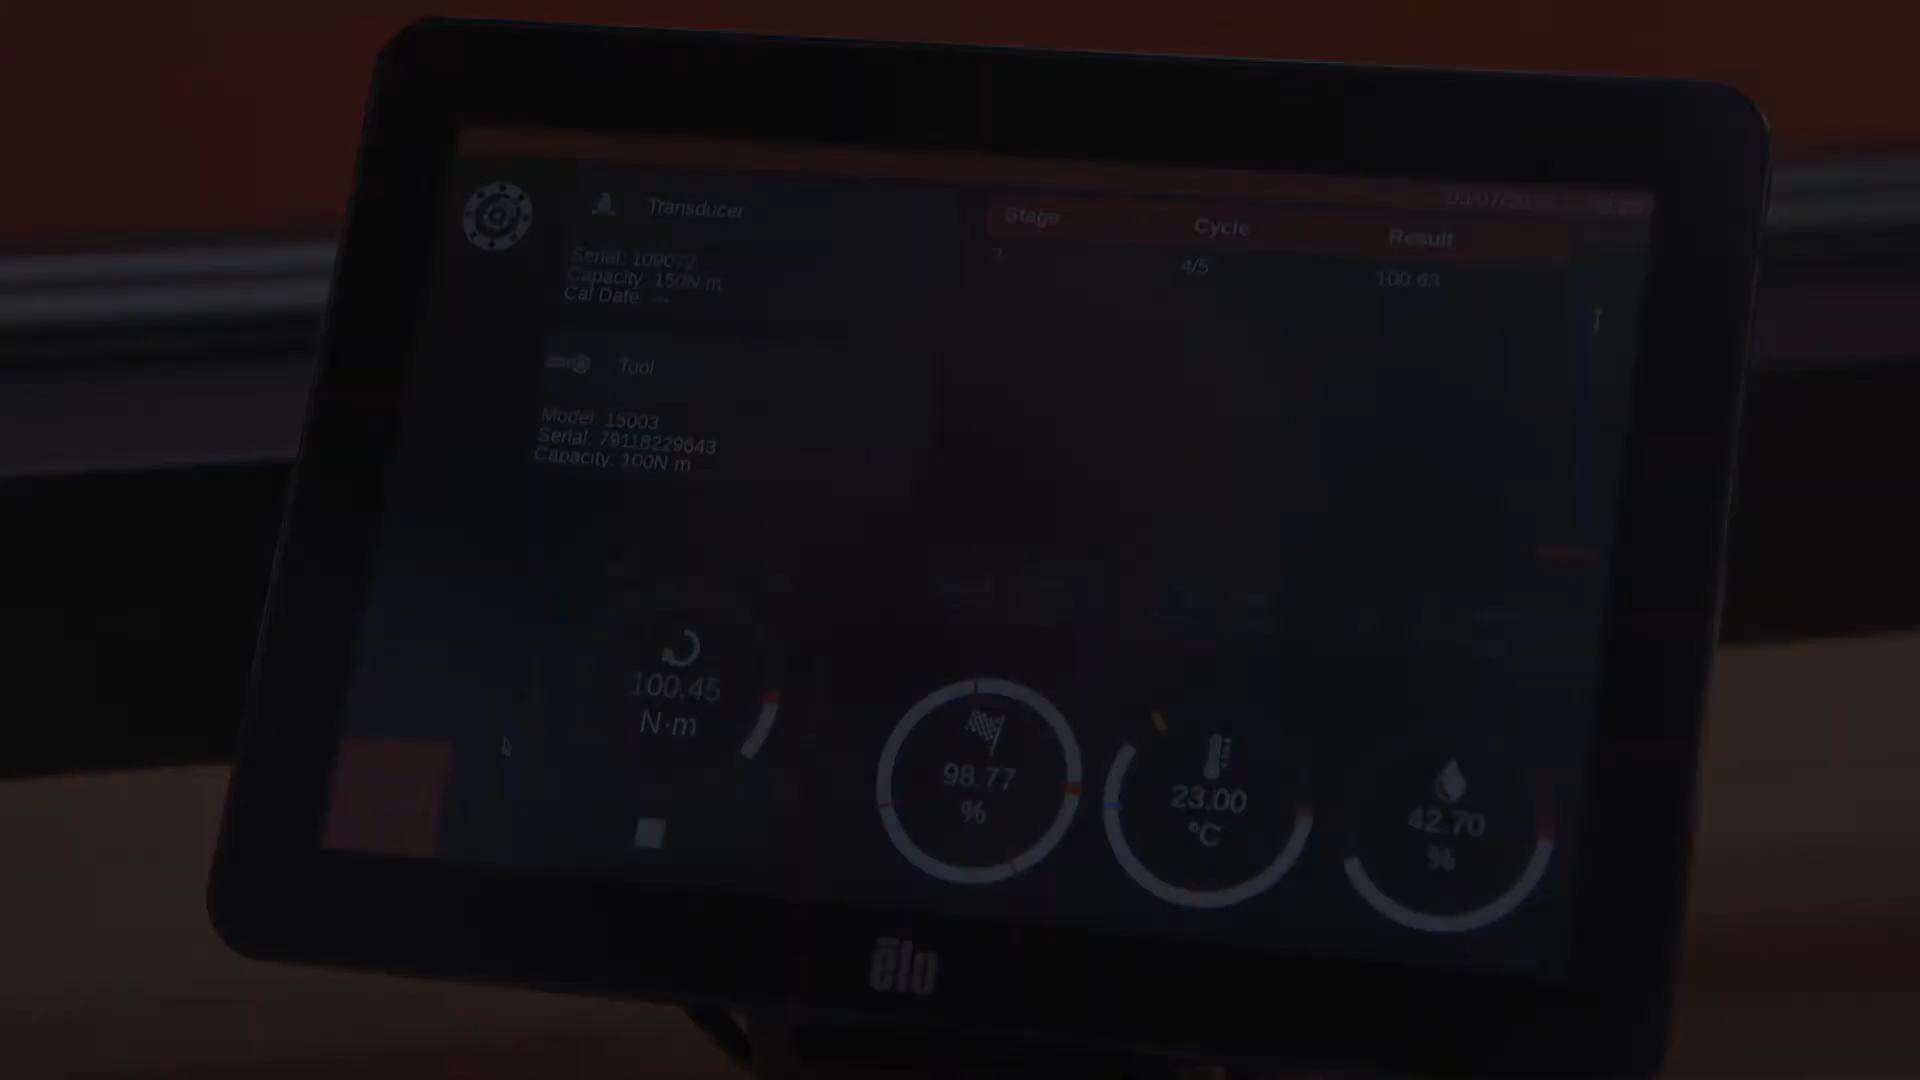 Transducer
Serial: 109072
Capacity: 150N·m
Cal Date: ---
Tool
Model: 15003
Serial: 79118229643
Capacity: 100N·m
Stage Cycle Result
2 4/5 100.63
100.45
N·m
98.77
%
23.00
°C
42.70
%
elo